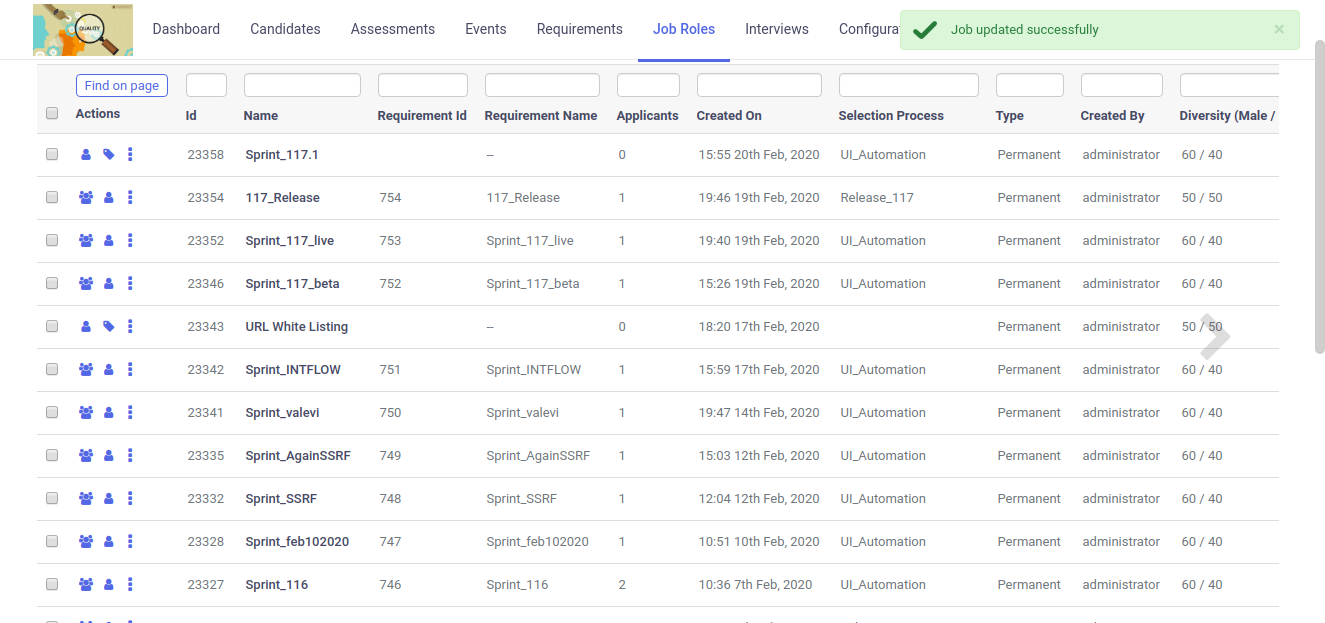 QUALITY Dashboard Candidates Assessments Events Requirements Job Roles Interviews Configura Job updated successfully ×
Find on page
Actions Id Name Requirement Id Requirement Name Applicants Created On Selection Process Type Created By Diversity (Male /
23358 Sprint_117.1 -- 0 15:55 20th Feb, 2020 UI_Automation Permanent administrator 60 / 40
23354 117_Release 754 117_Release 1 19:46 19th Feb, 2020 Release_117 Permanent administrator 50 / 50
23352 Sprint_117_live 753 Sprint_117_live 1 19:40 19th Feb, 2020 UI_Automation Permanent administrator 60 / 40
23346 Sprint_117_beta 752 Sprint_117_beta 1 15:26 19th Feb, 2020 UI_Automation Permanent administrator 60 / 40
23343 URL White Listing -- 0 18:20 17th Feb, 2020 Permanent administrator 50 / 50
23342 Sprint_INTFLOW 751 Sprint_INTFLOW 1 15:59 17th Feb, 2020 UI_Automation Permanent administrator 60 / 40
23341 Sprint_valevi 750 Sprint_valevi 1 19:47 14th Feb, 2020 UI_Automation Permanent administrator 60 / 40
23335 Sprint_AgainSSRF 749 Sprint_AgainSSRF 1 15:03 12th Feb, 2020 UI_Automation Permanent administrator 60 / 40
23332 Sprint_SSRF 748 Sprint_SSRF 1 12:04 12th Feb, 2020 UI_Automation Permanent administrator 60 / 40
23328 Sprint_feb102020 747 Sprint_feb102020 1 10:51 10th Feb, 2020 UI_Automation Permanent administrator 60 / 40
23327 Sprint_116 746 Sprint_116 2 10:36 7th Feb, 2020 UI_Automation Permanent administrator 60 / 40